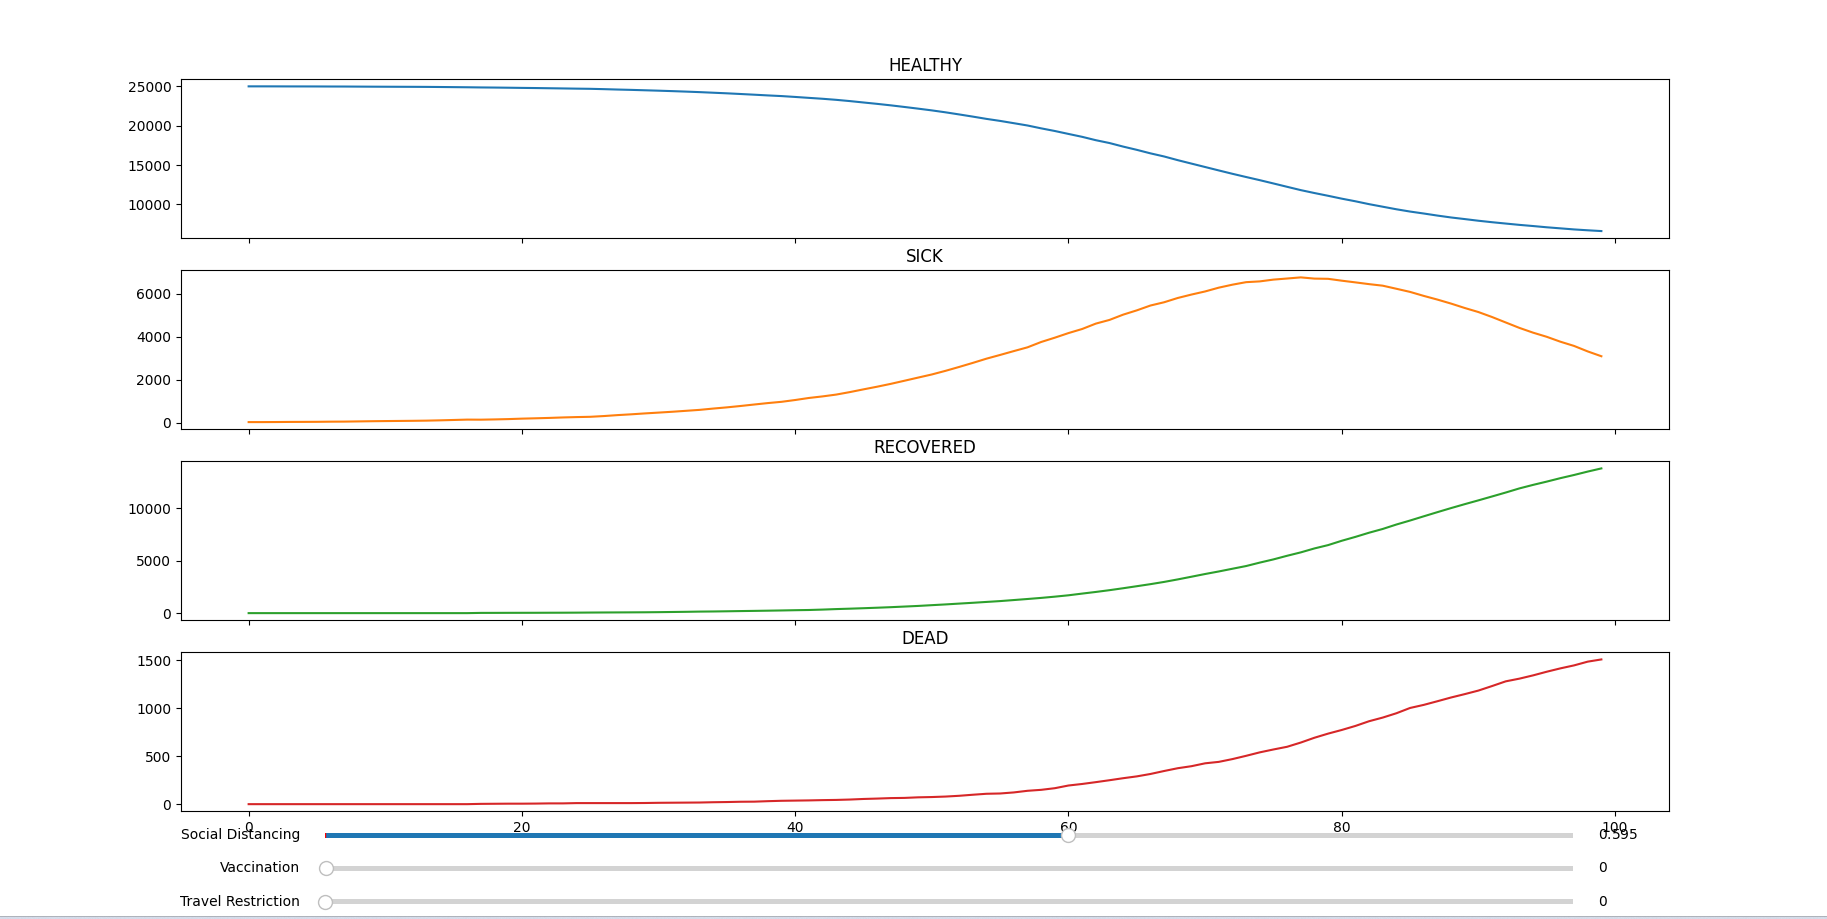 HEALTHY
25000
20000
15000
10000
SICK
6000
4000
2000
0
RECOVERED
10000
5000
0
DEAD
1500
1000
500
0
0 20 40 60 80 100
Social Distancing 0.595
Vaccination 0
Travel Restriction 0